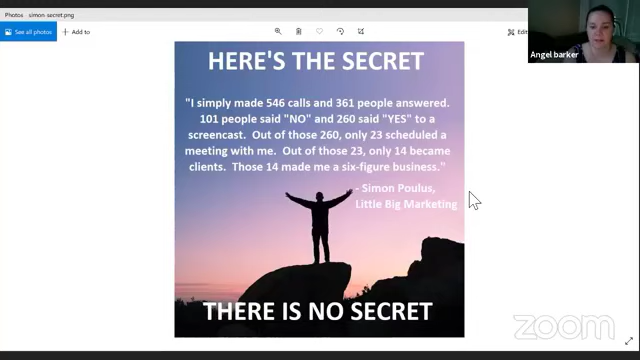 Photos - simon-secret.png
See all photos
Add to
Angel barker
HERE'S THE SECRET
"I simply made 546 calls and 361 people answered.
101 people said "NO" and 260 said "YES" to a
screencast. Out of those 260, only 23 scheduled a
meeting with me. Out of those 23, only 14 became
clients. Those 14 made me a six-figure business."
- Simon Poulus,
Little Big Marketing
THERE IS NO SECRET
zoom